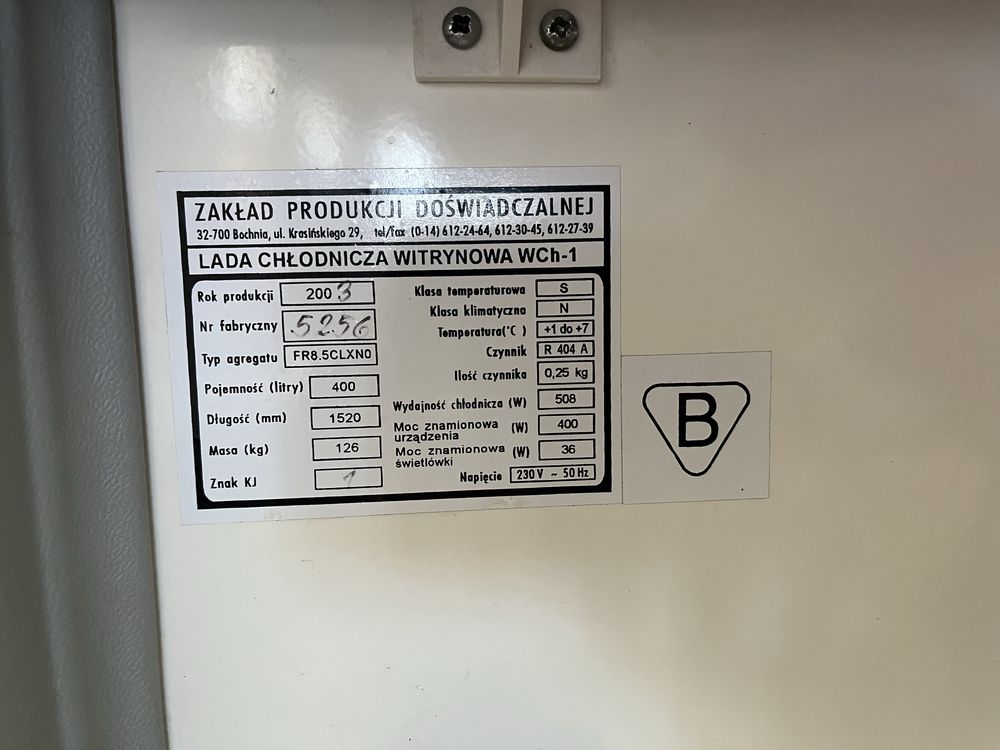 ZAKŁAD PRODUKCJI DOŚWIADCZALNEJ
32-700 Bochnia, ul. Krasińskiego 29, tel/fax (0-14) 612-24-64, 612-30-45, 612-27-39
LADA CHŁODNICZA WITRYNOWA WCh-1
Rok produkcji 2003
Nr fabryczny 5256
Typ agregatu FR8.5CLXN0
Pojemność (litry) 400
Długość (mm) 1520
Masa (kg) 126
Znak KJ 1
Klasa temperaturowa S
Klasa klimatyczna N
Temperatura(°C ) +1 do +7
Czynnik R 404 A
Ilość czynnika 0,25 kg
Wydajność chłodnicza (W) 508
Moc znamionowa urządzenia (W) 400
Moc znamionowa świetlówki (W) 36
Napięcie 230 V ~ 50 Hz
B